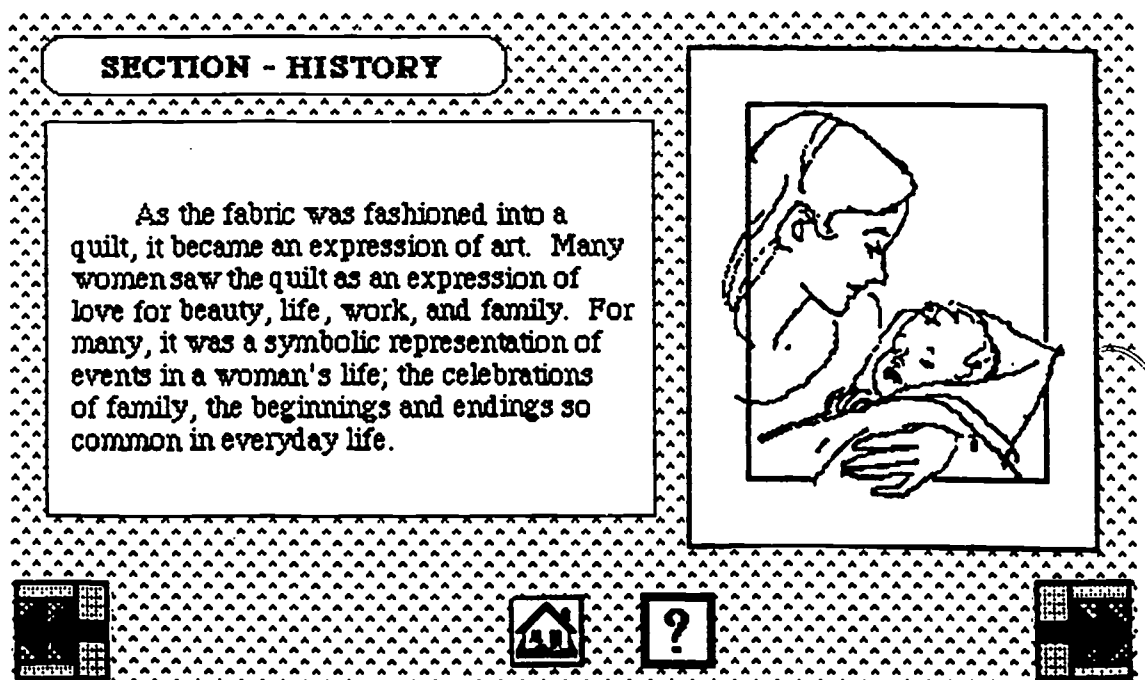 SECTION - HISTORY
As the fabric was fashioned into a
quilt, it became an expression of art. Many
women saw the quilt as an expression of
love for beauty, life, work, and family. For
many, it was a symbolic representation of
events in a woman's life; the celebrations
of family, the beginnings and endings so
common in everyday life.
?